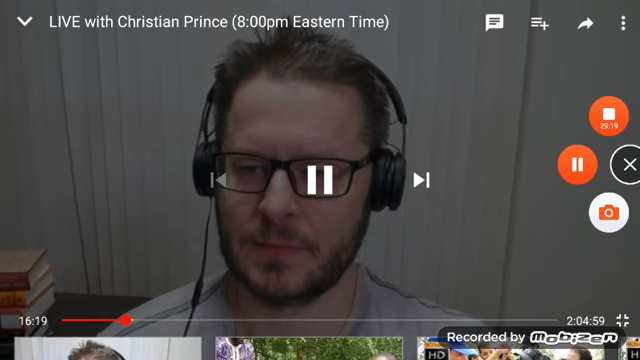 LIVE with Christian Prince (8:00pm Eastern Time)
29:19
16:19
2:04:59
Recorded by Mobizen
HD
HD